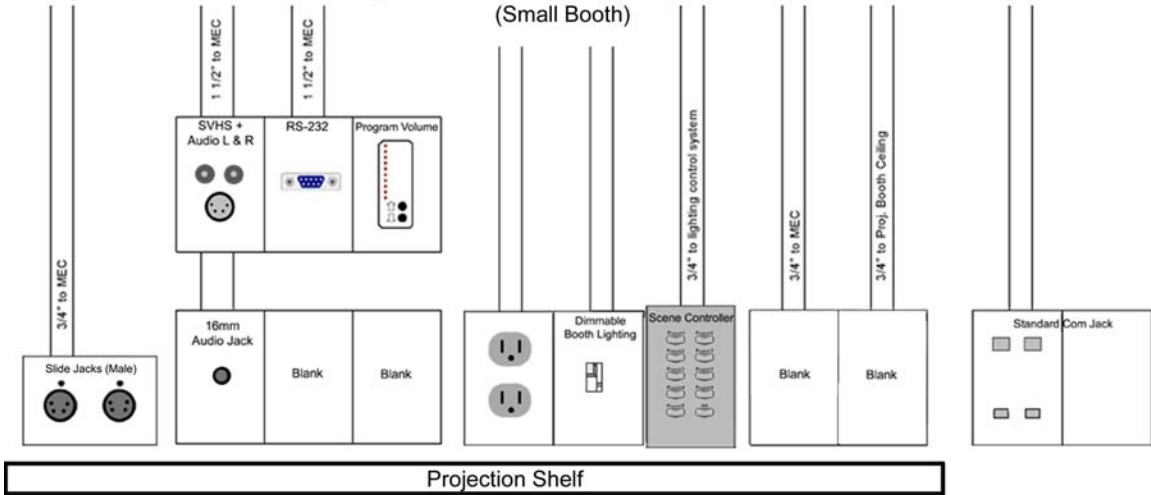 (Small Booth)
1 1/2" to MEC
1 1/2" to MEC
SVHS +
Audio L & R
RS-232
Program Volume
3/4" to MEC
3/4" to lighting control system
3/4" to MEC
3/4" to Proj. Booth Ceiling
Slide Jacks (Male)
16mm
Audio Jack
Blank
Blank
Dimmable
Booth Lighting
Scene Controller
Blank
Blank
Standard Com Jack
Projection Shelf